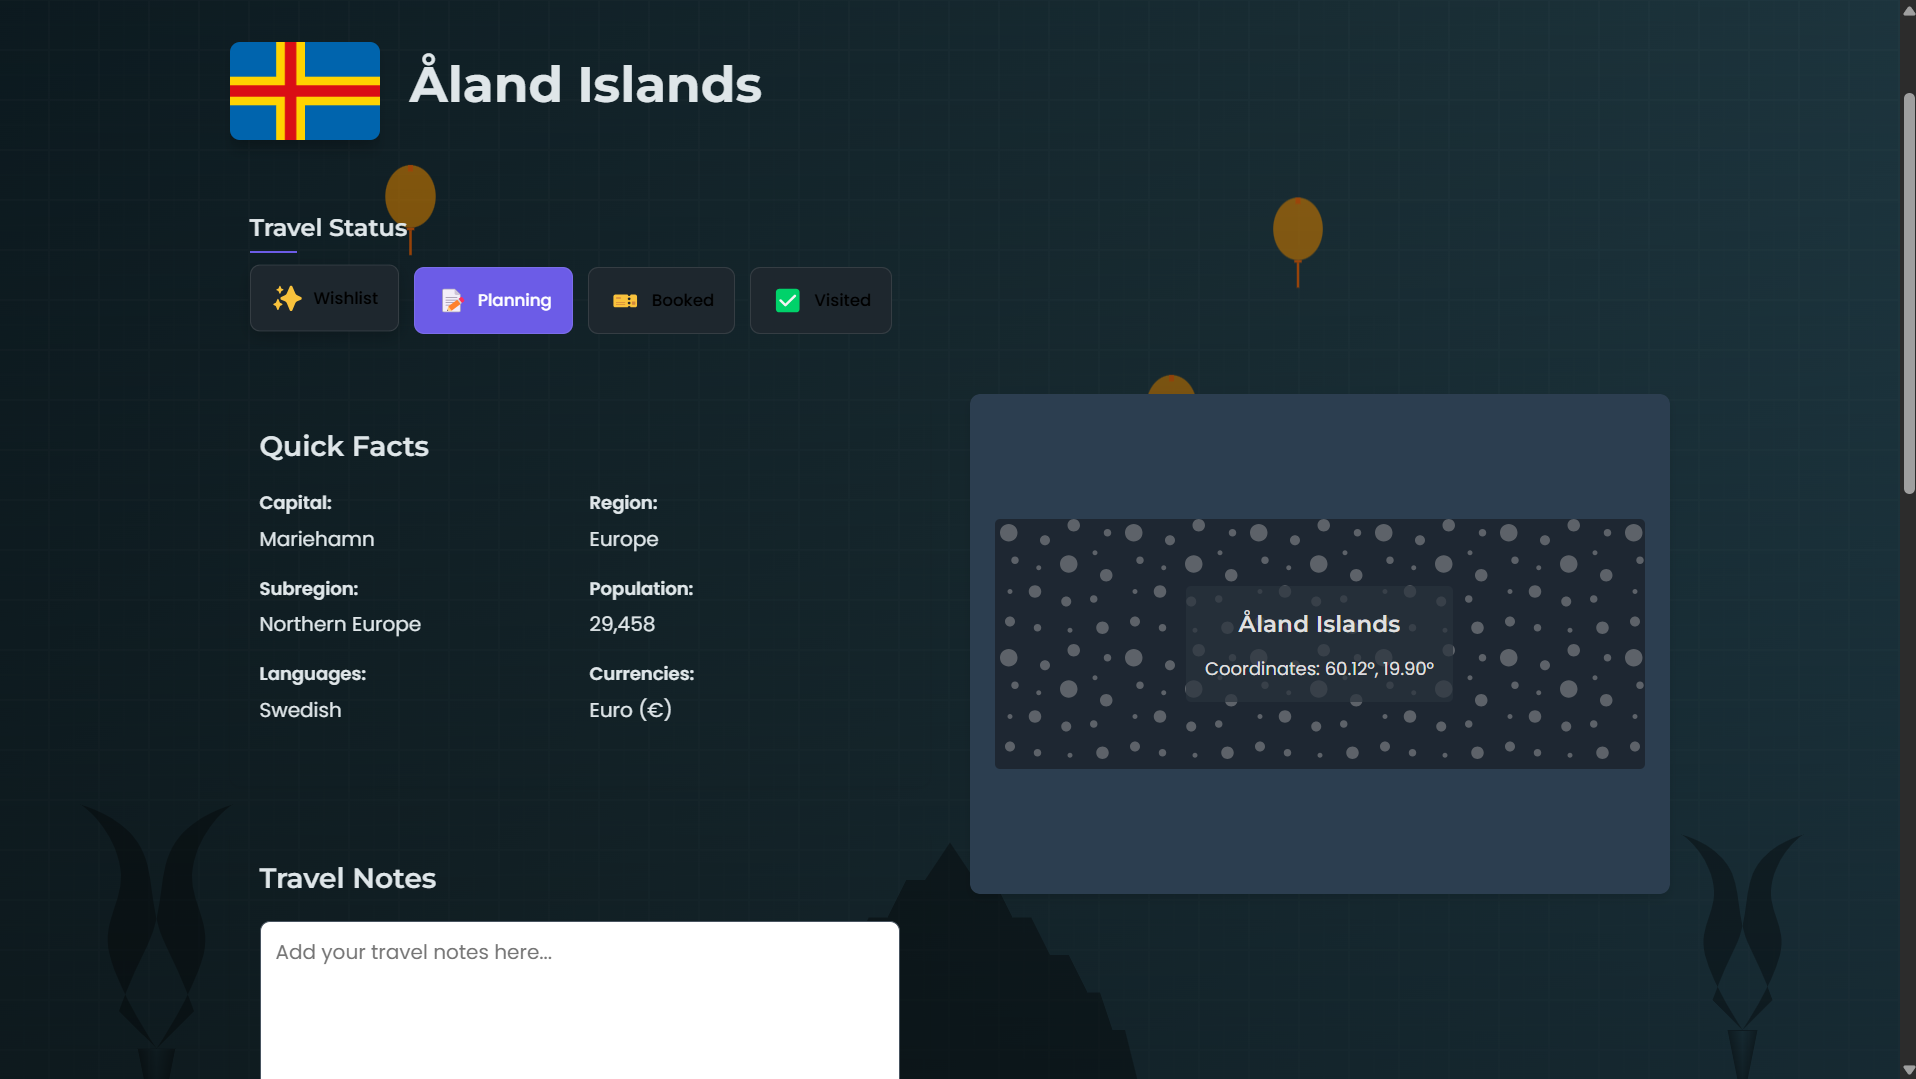 Åland Islands
Travel Status
Wishlist
Planning
Booked
Visited
Quick Facts
Capital:
Mariehamn
Region:
Europe
Subregion:
Northern Europe
Population:
29,458
Languages:
Swedish
Currencies:
Euro (€)
Åland Islands
Coordinates: 60.12°, 19.90°
Travel Notes
Add your travel notes here...